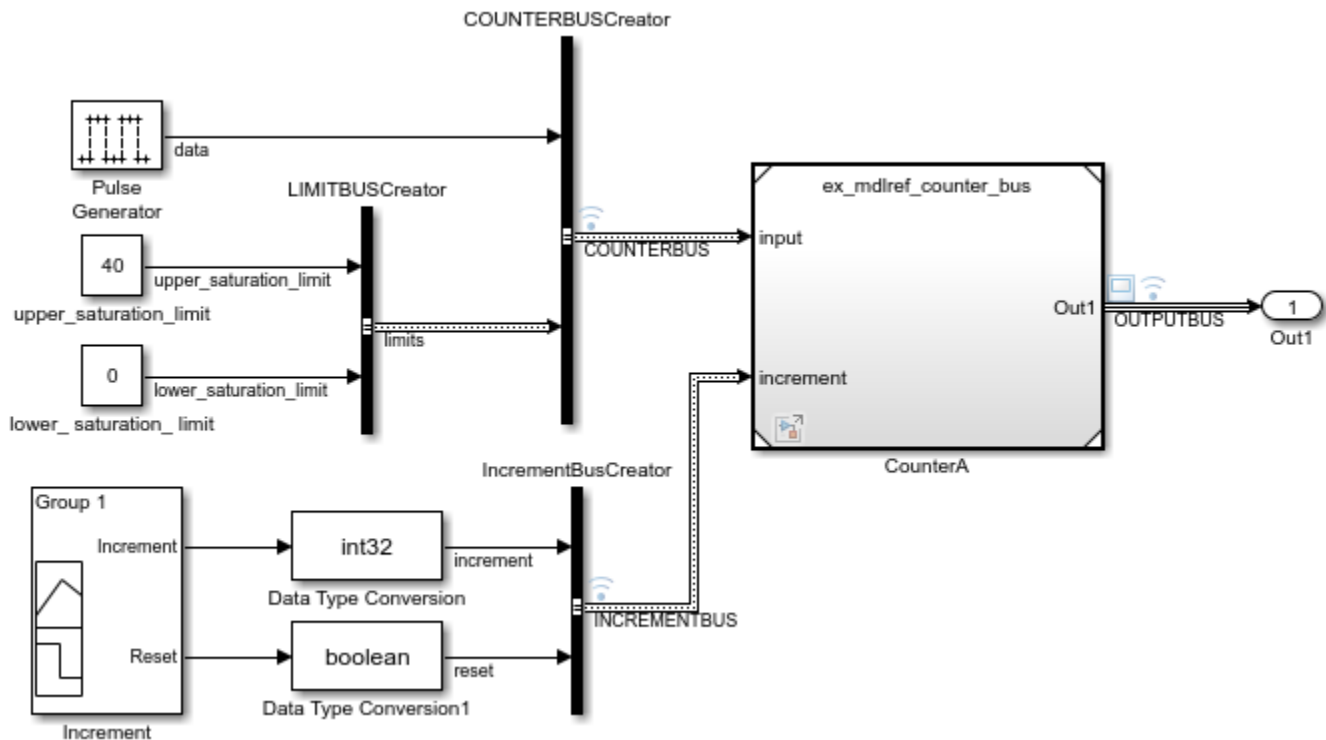 COUNTERBUSCreator
data
Pulse
Generator
LIMITBUSCreator
ex_mdlref_counter_bus
40
upper_saturation_limit
upper_saturation_limit
COUNTERBUS
input
limits
Out1
OUTPUTBUS
1
Out1
0
lower_saturation_limit
lower_ saturation_ limit
increment
CounterA
IncrementBusCreator
Group 1
Increment
int32
increment
Data Type Conversion
INCREMENTBUS
Reset
boolean
reset
Data Type Conversion1
Increment